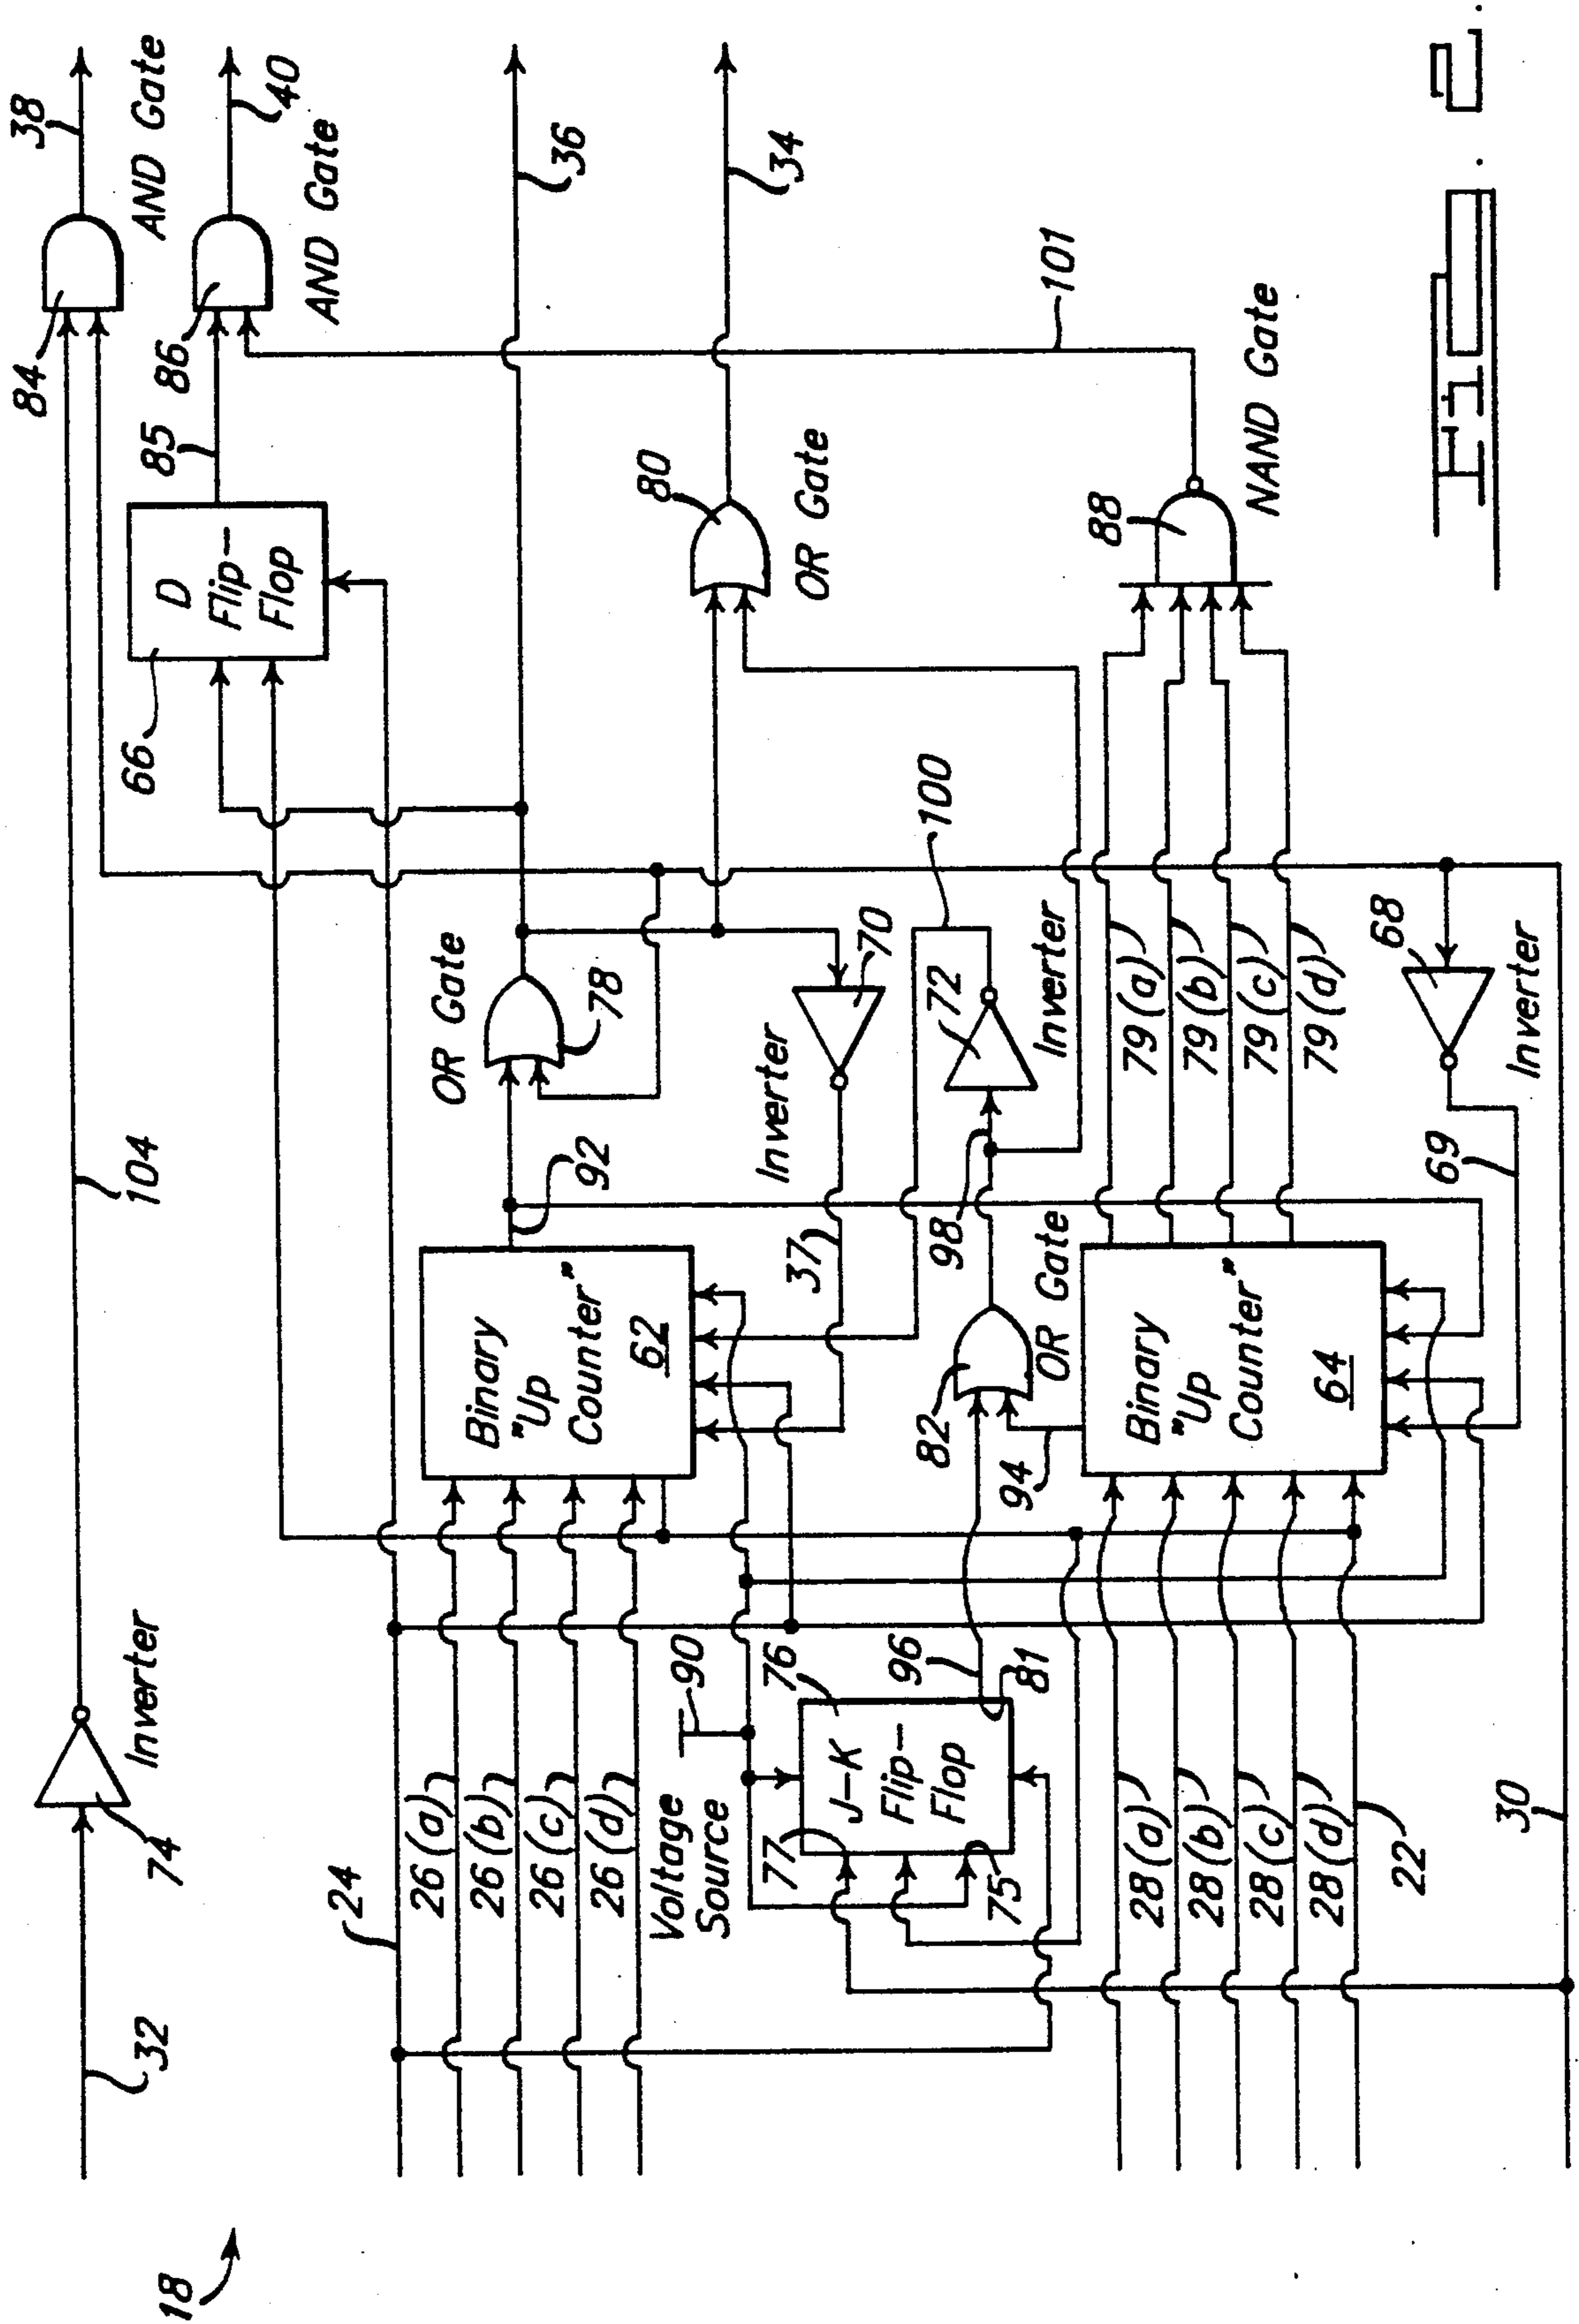 18
32
74
Inverter
104
84
38
AND Gate
66
D
Flip-
Flop
85
86
40
AND Gate
24
26(a)
26(b)
26(c)
26(d)
Binary
"Up
Counter"
62
92
OR Gate
78
36
Voltage
Source
90
77
75
76
J-K
Flip-
Flop
81
96
37
Inverter
70
80
OR Gate
34
82
OR Gate
94
98
72
Inverter
100
28(a)
28(b)
28(c)
28(d)
22
Binary
"Up
Counter"
64
79(a)
79(b)
79(c)
79(d)
88
NAND Gate
101
30
69
68
Inverter
FIG. 2.